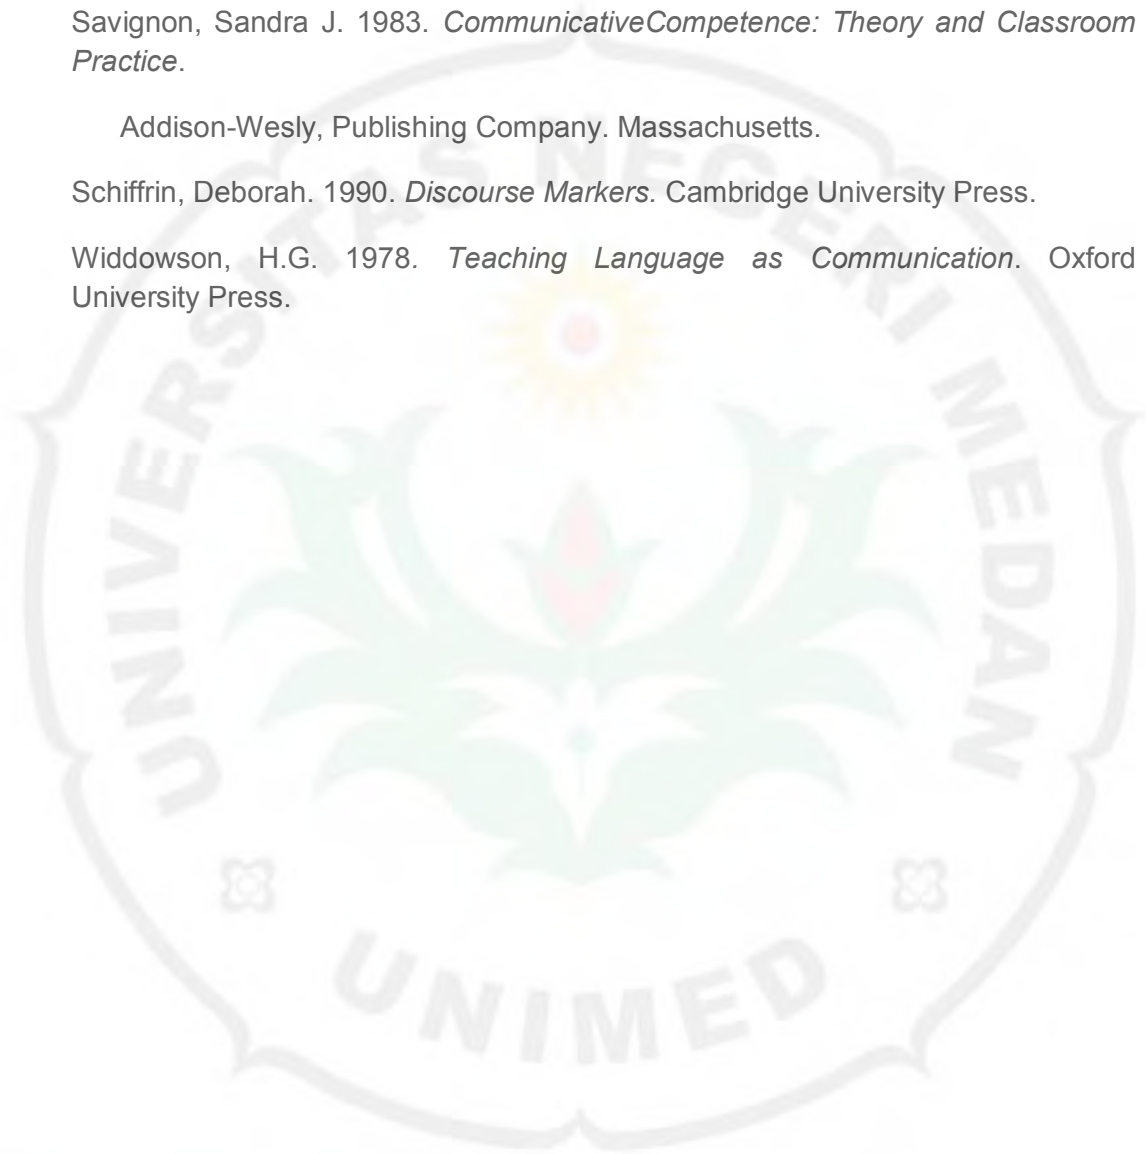 Savignon, Sandra J. 1983. CommunicativeCompetence: Theory and Classroom
Practice.
Addison-Wesly, Publishing Company. Massachusetts.
Schiffrin, Deborah. 1990. Discourse Markers. Cambridge University Press.
Widdowson, H.G. 1978. Teaching Language as Communication. Oxford
University Press.
UNIVERSITAS NEGERI MEDAN
UNIMED